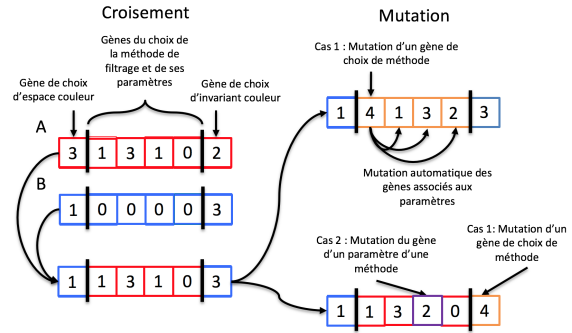 Croisement
Gènes du choix de
la méthode de
filtrage et de ses
paramètres
Gène de choix
d'espace couleur
Gène de choix
d'invariant couleur
A
3 1 3 1 0 2
B
1 0 0 0 0 3
1 1 3 1 0 3
Mutation
Cas 1 : Mutation d'un gène de
choix de méthode
1 4 1 3 2 3
Mutation automatique des
gènes associés aux
paramètres
Cas 2 : Mutation du gène
d'un paramètre d'une
méthode
Cas 1: Mutation d'un
gène de choix de
méthode
1 1 3 2 0 4